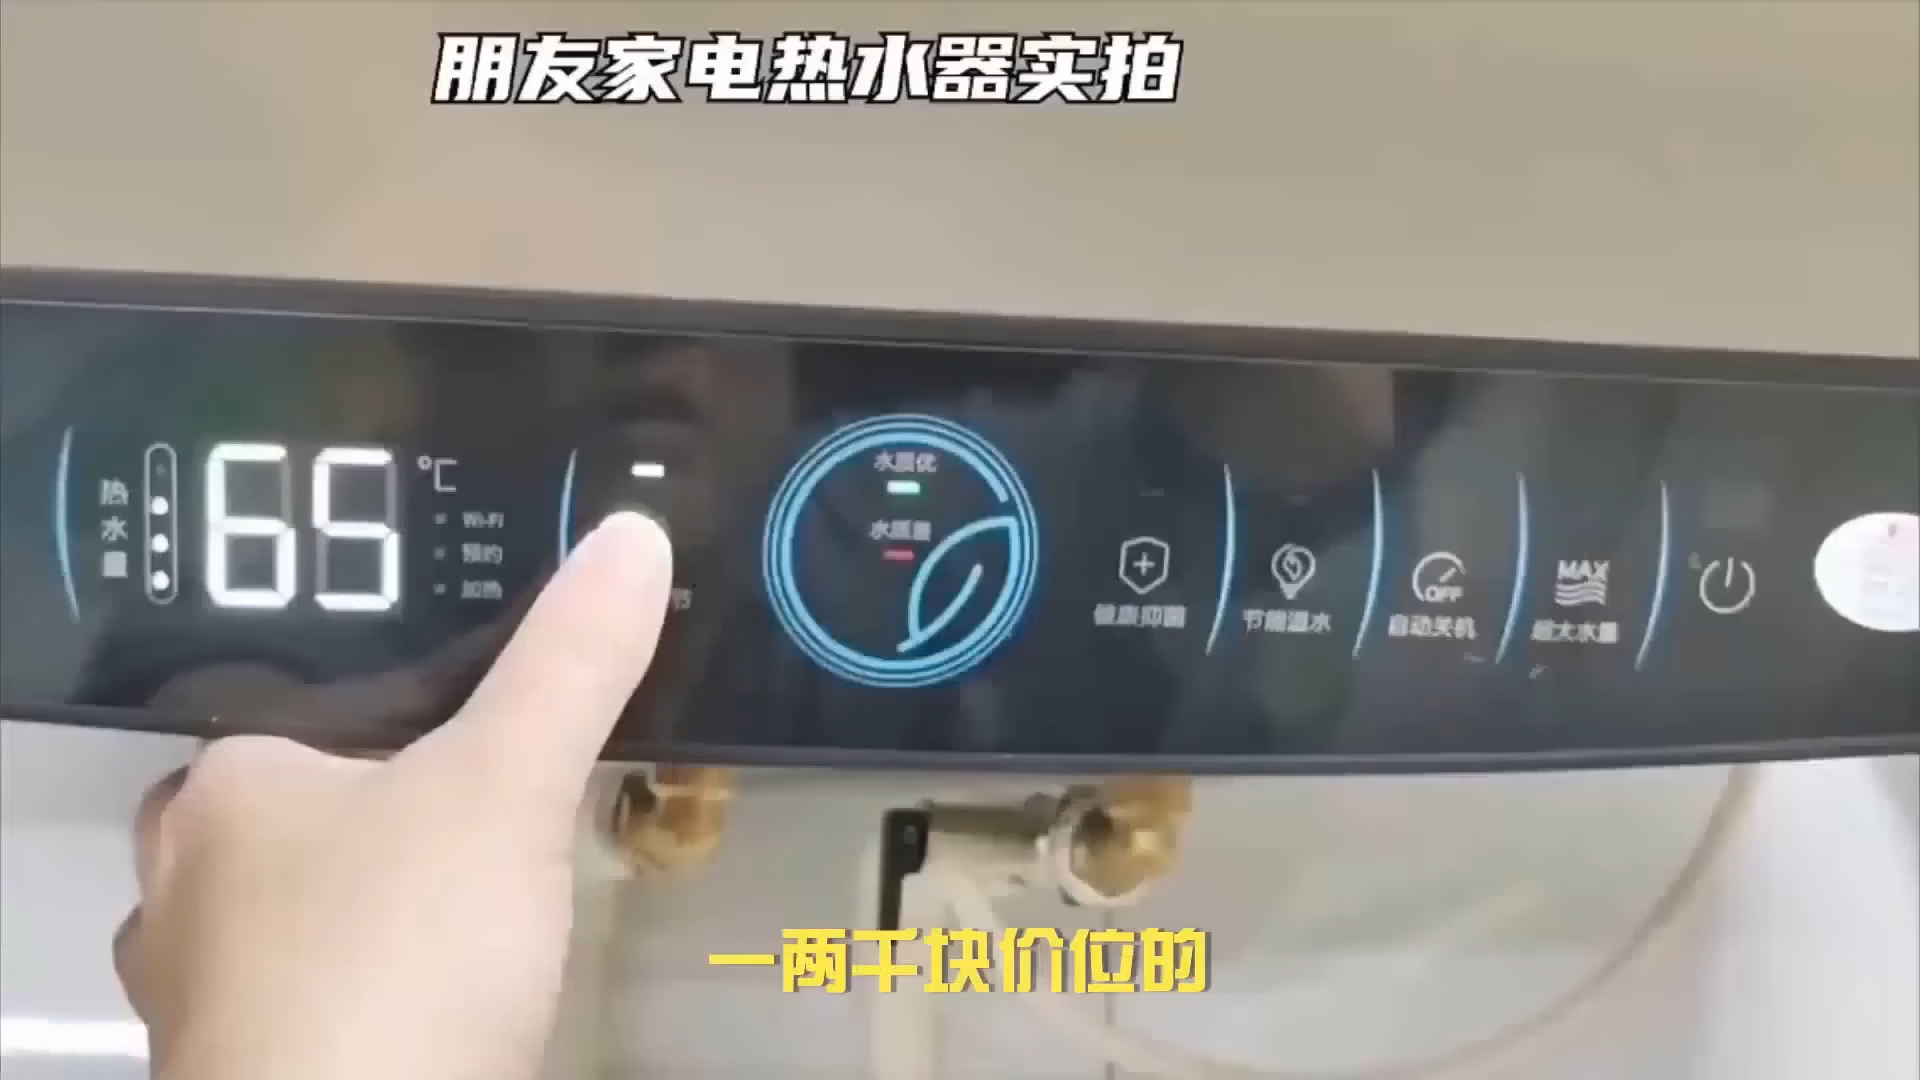 朋友家电热水器实拍
热水量
65℃
Wi-Fi
预约
加热
节
水质优
水质差
健康抑菌
节能温水
OFF
自动关机
MAX
超大水量
一两千块价位的